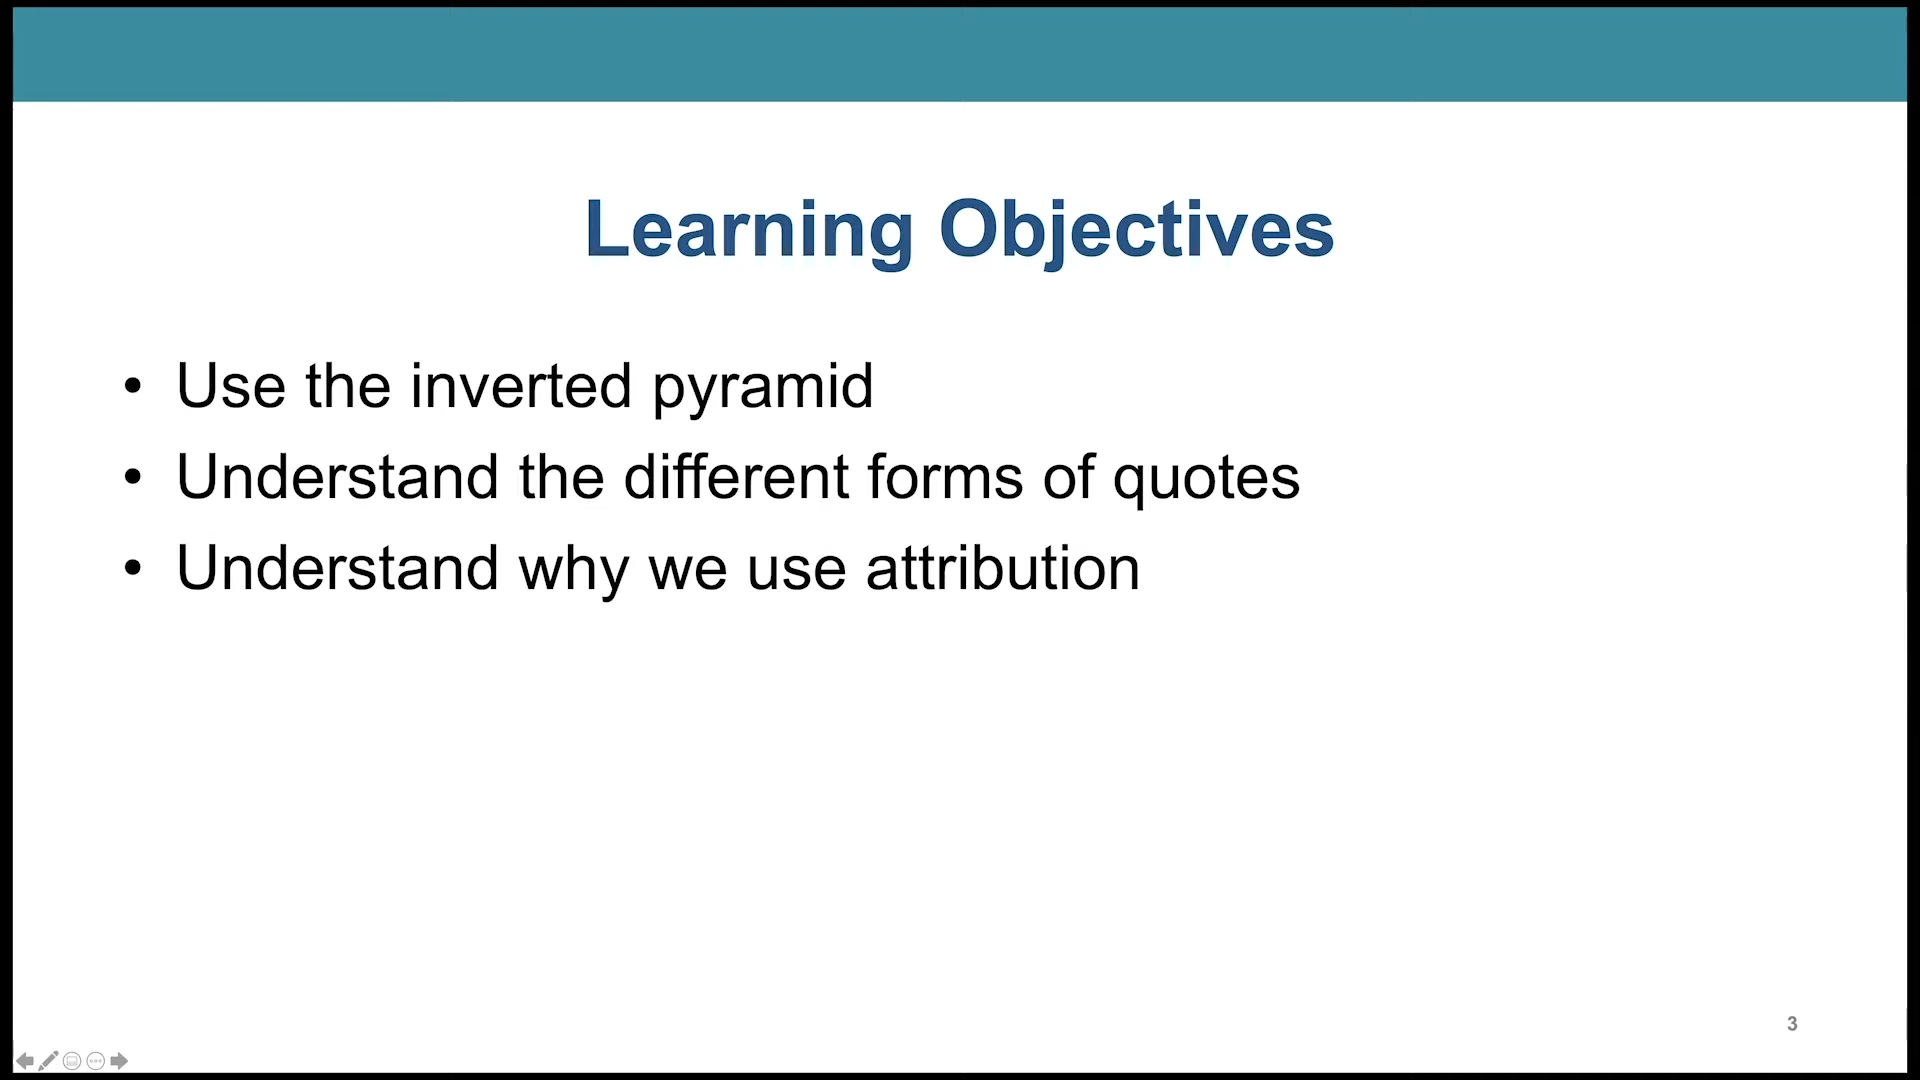 Learning Objectives
• Use the inverted pyramid
• Understand the different forms of quotes
• Understand why we use attribution
3